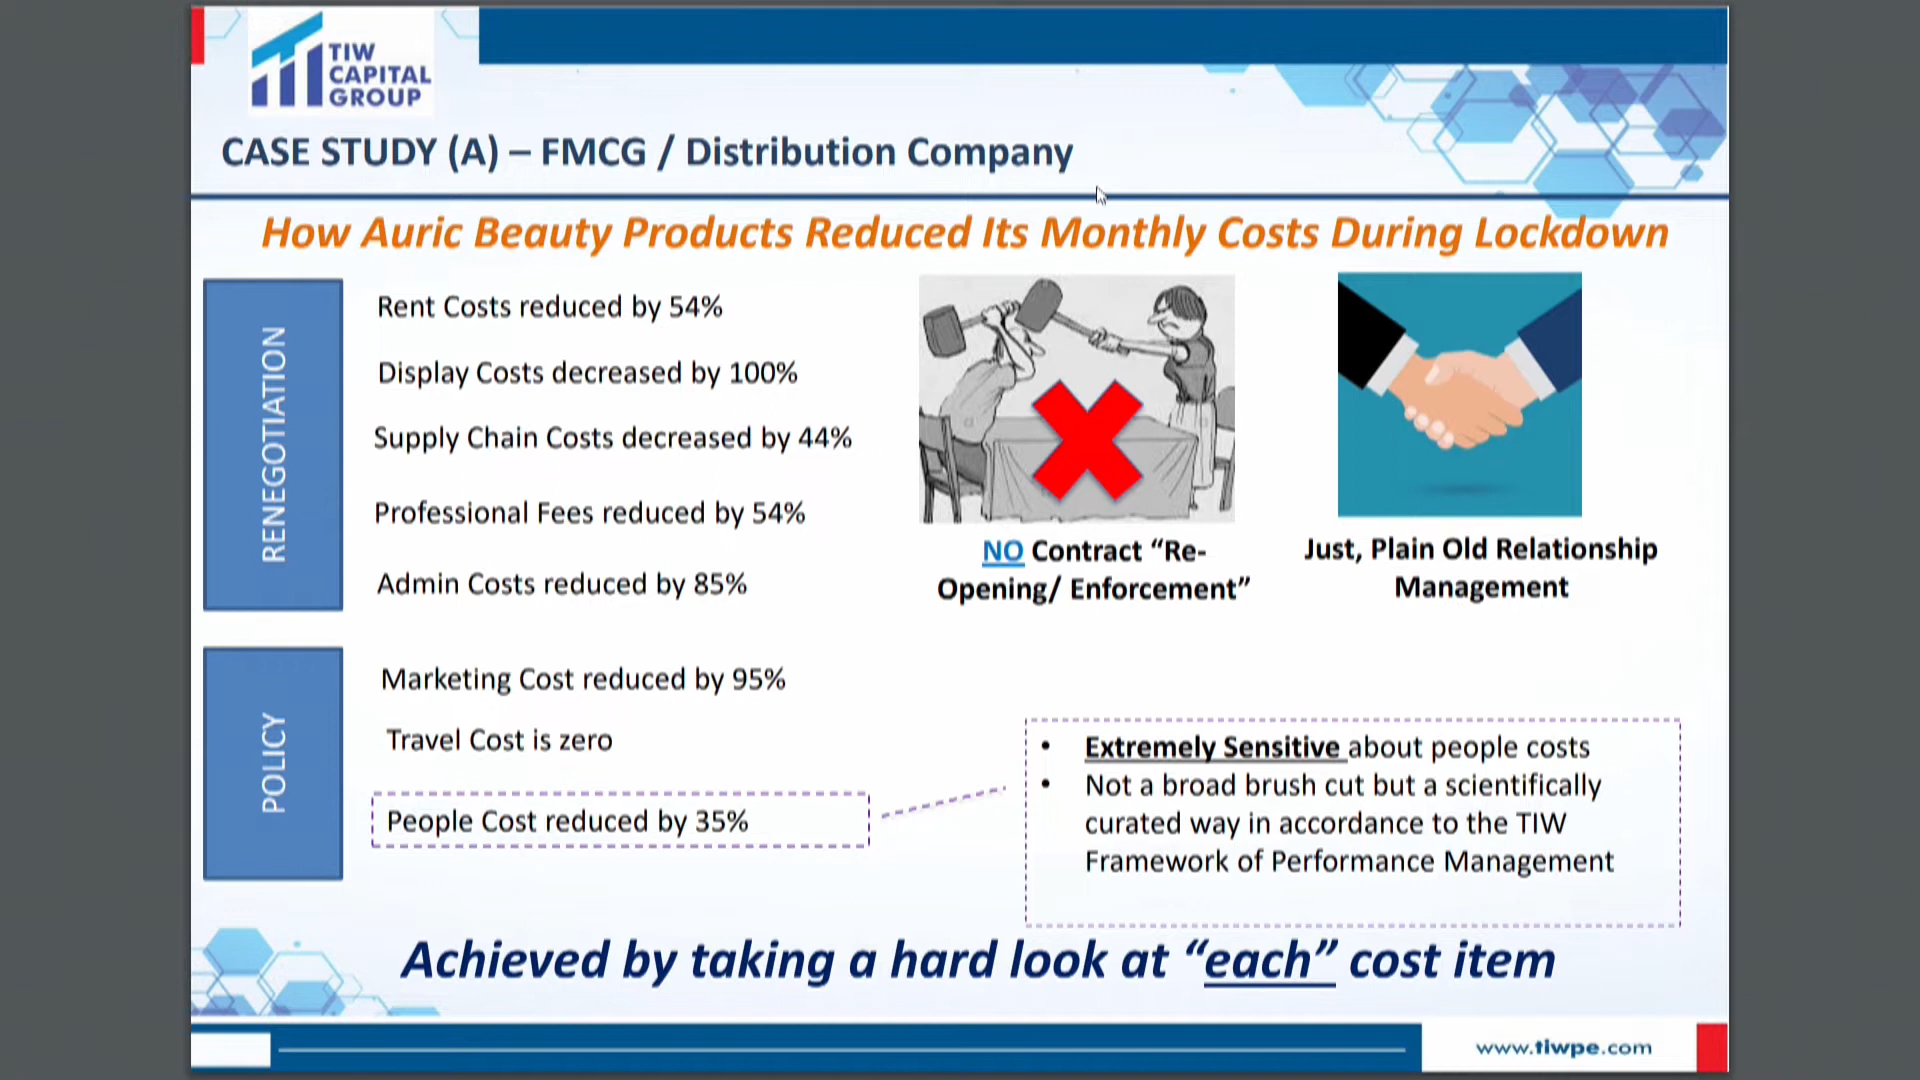 TIW
CAPITAL
GROUP
CASE STUDY (A) – FMCG / Distribution Company
How Auric Beauty Products Reduced Its Monthly Costs During Lockdown
RENEGOTIATION
Rent Costs reduced by 54%
Display Costs decreased by 100%
Supply Chain Costs decreased by 44%
Professional Fees reduced by 54%
Admin Costs reduced by 85%
NO Contract “Re-
Opening/ Enforcement”
Just, Plain Old Relationship
Management
POLICY
Marketing Cost reduced by 95%
Travel Cost is zero
People Cost reduced by 35%
• Extremely Sensitive about people costs
• Not a broad brush cut but a scientifically
curated way in accordance to the TIW
Framework of Performance Management
Achieved by taking a hard look at “each” cost item
www.tiwpe.com